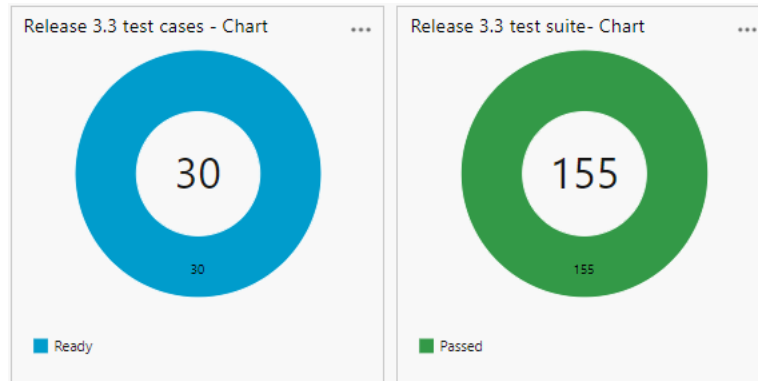 Release 3.3 test cases - Chart
30
30
Ready
Release 3.3 test suite- Chart
155
155
Passed